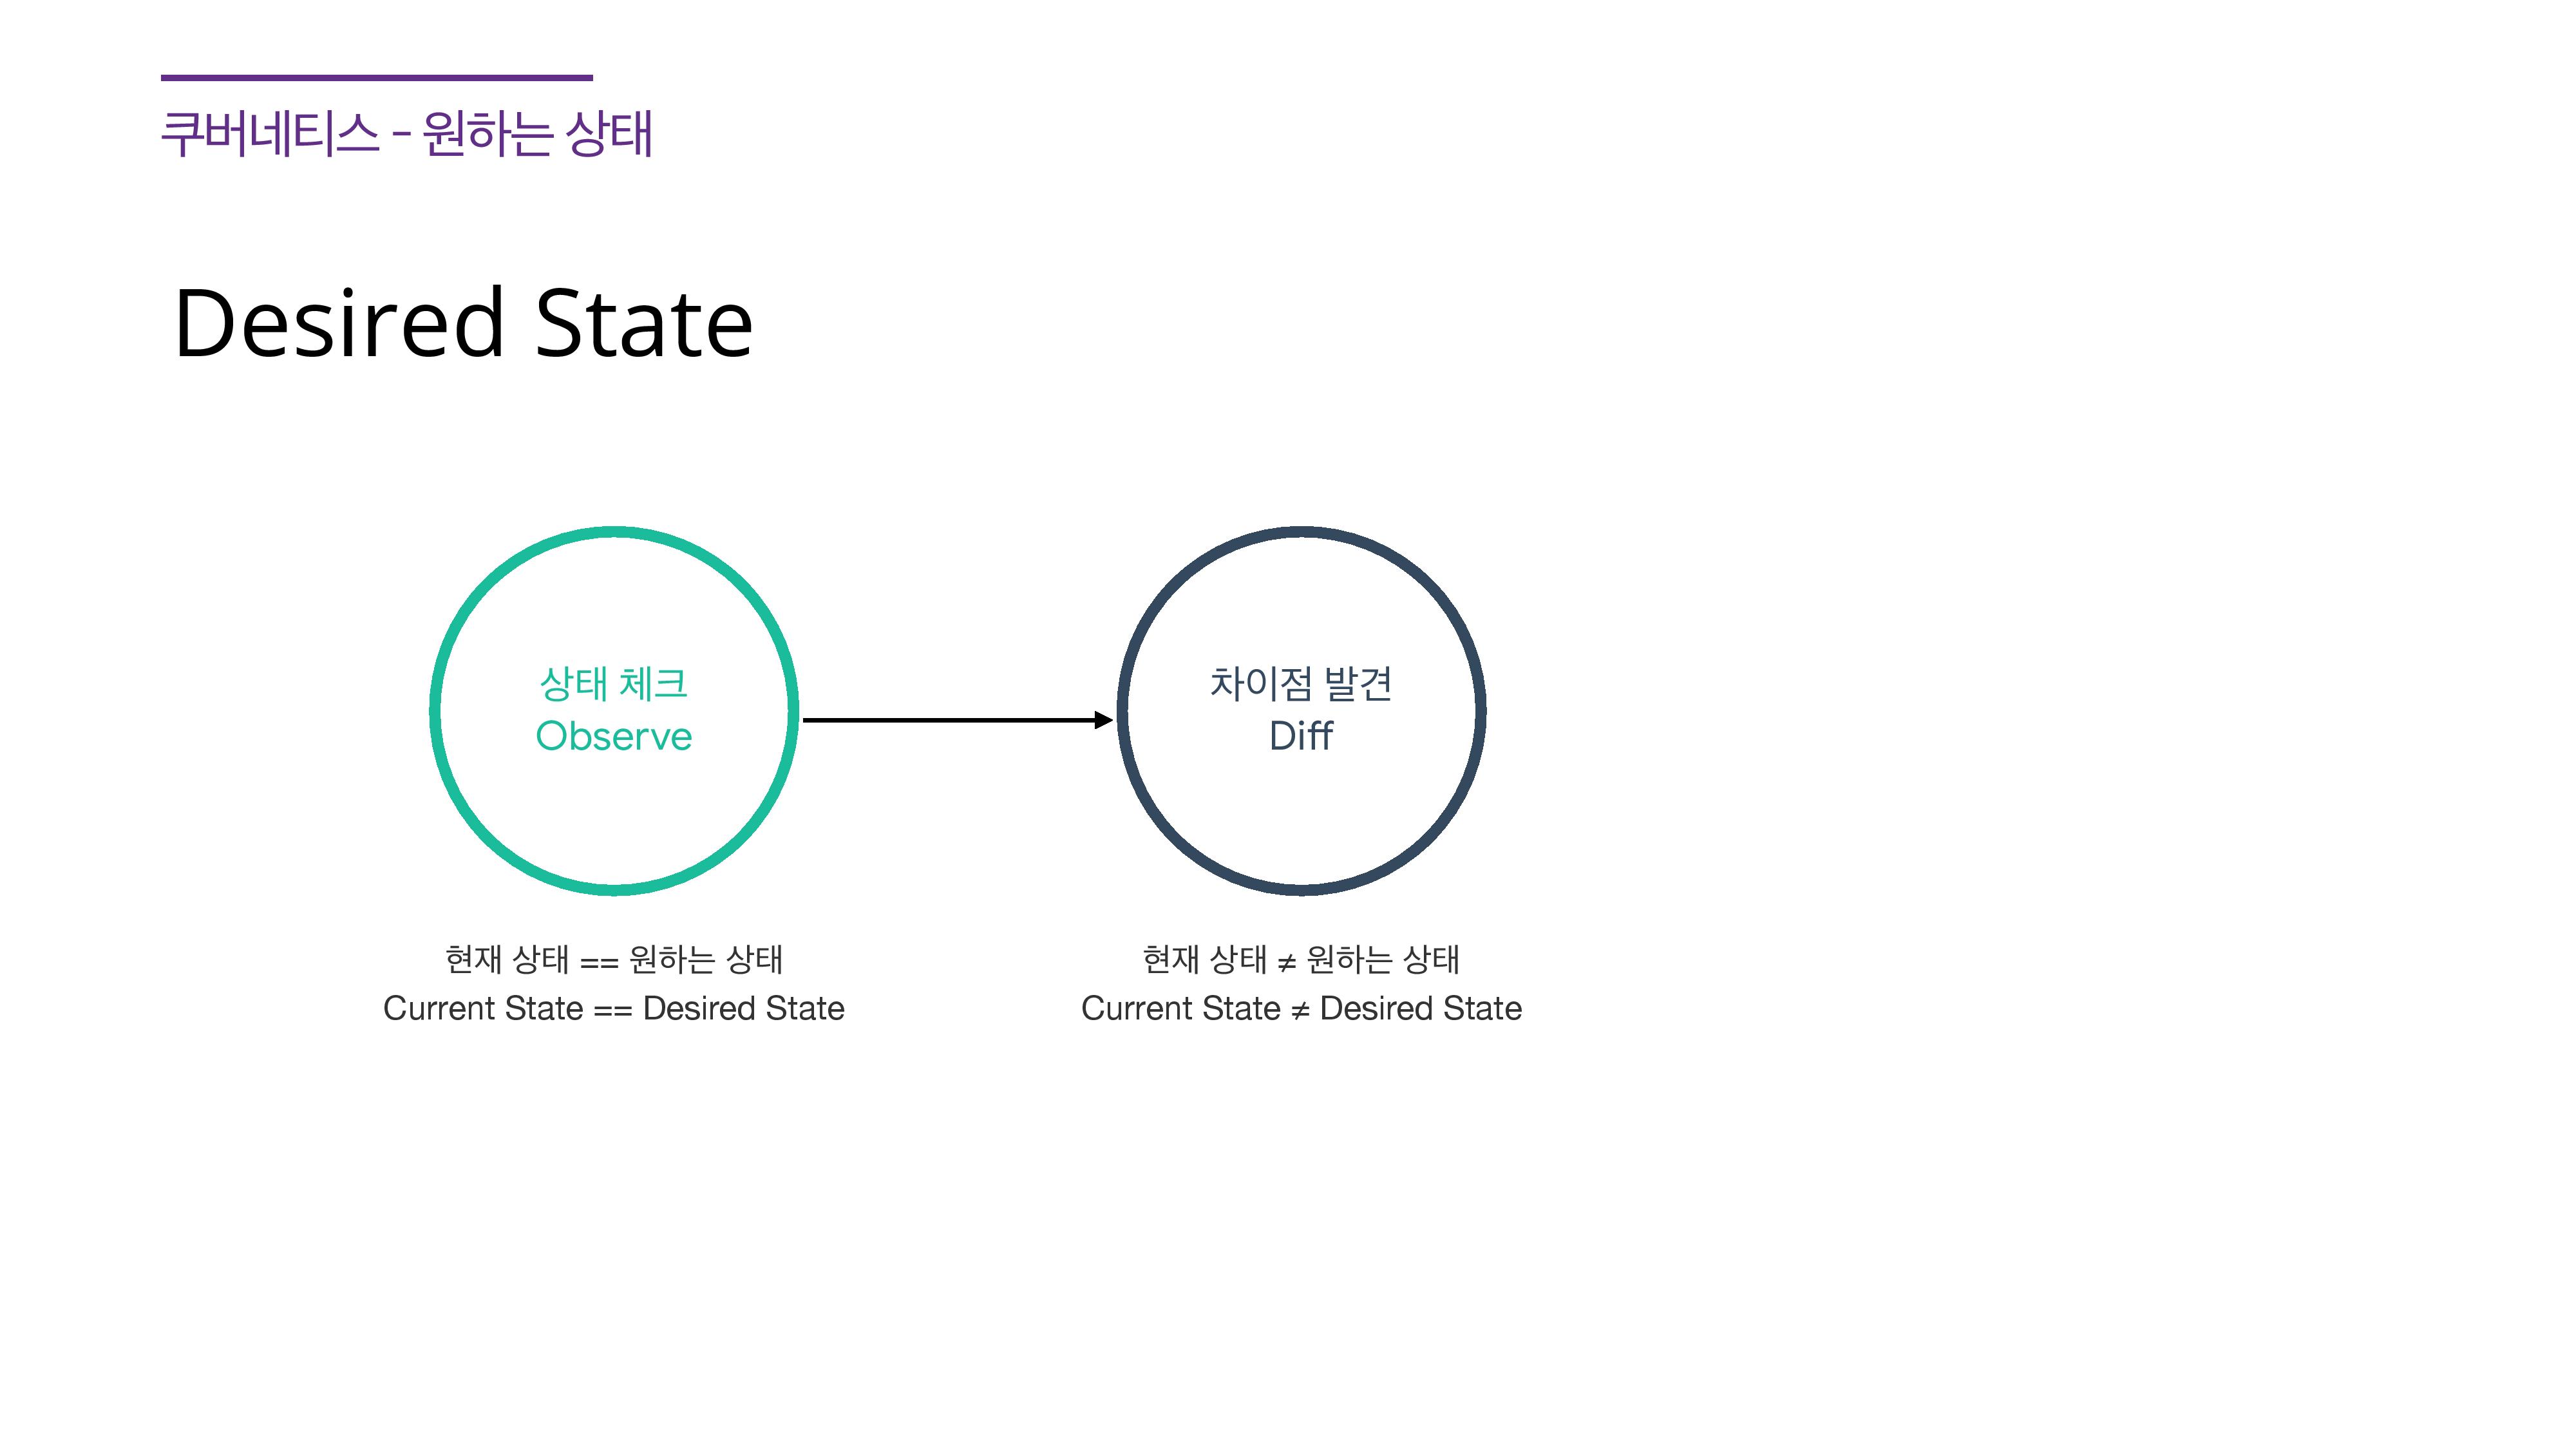 쿠버네티스 - 원하는 상태
Desired State
상태 체크
Observe
차이점 발견
Diff
현재 상태 == 원하는 상태
Current State == Desired State
현재 상태 ≠ 원하는 상태
Current State ≠ Desired State